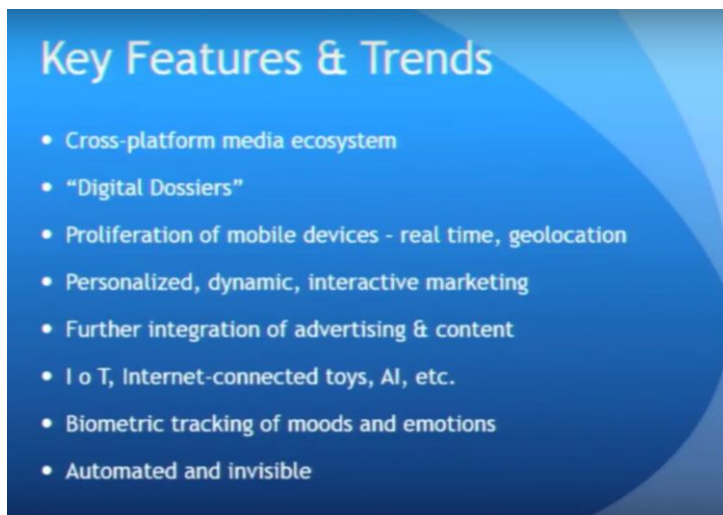 Key Features & Trends
• Cross-platform media ecosystem
• “Digital Dossiers”
• Proliferation of mobile devices – real time, geolocation
• Personalized, dynamic, interactive marketing
• Further integration of advertising & content
• I o T, Internet-connected toys, AI, etc.
• Biometric tracking of moods and emotions
• Automated and invisible